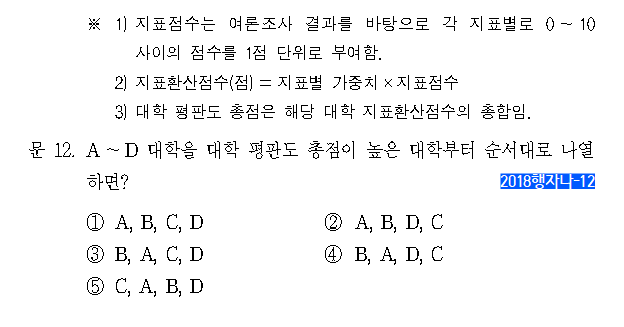 ※ 1) 지표점수는 여론조사 결과를 바탕으로 각 지표별로 0 ~ 10
사이의 점수를 1점 단위로 부여함.
2) 지표환산점수(점) = 지표별 가중치 × 지표점수
3) 대학 평판도 총점은 해당 대학 지표환산점수의 총합임.
문 12. A ~ D 대학을 대학 평판도 총점이 높은 대학부터 순서대로 나열
하면? 2018행자나-12
① A, B, C, D ② A, B, D, C
③ B, A, C, D ④ B, A, D, C
⑤ C, A, B, D